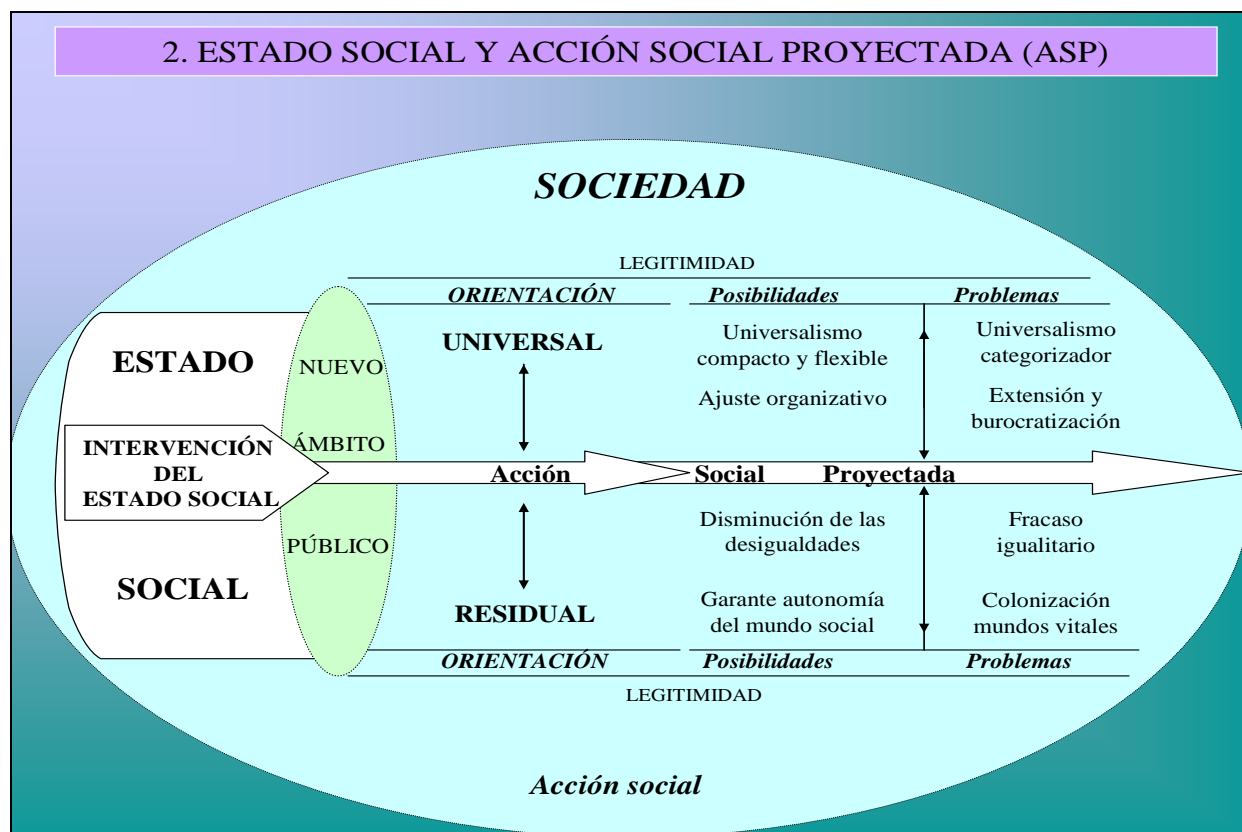 2. ESTADO SOCIAL Y ACCIÓN SOCIAL PROYECTADA (ASP)
SOCIEDAD
LEGITIMIDAD
ORIENTACIÓN Posibilidades Problemas
ESTADO
NUEVO
UNIVERSAL
Universalismo
compacto y flexible
Ajuste organizativo
Universalismo
categorizador
Extensión y
burocratización
INTERVENCIÓN
DEL
ESTADO SOCIAL
ÁMBITO
Acción Social Proyectada
PÚBLICO
SOCIAL
RESIDUAL
Disminución de las
desigualdades
Garante autonomía
del mundo social
Fracaso
igualitario
Colonización
mundos vitales
ORIENTACIÓN Posibilidades Problemas
LEGITIMIDAD
Acción social